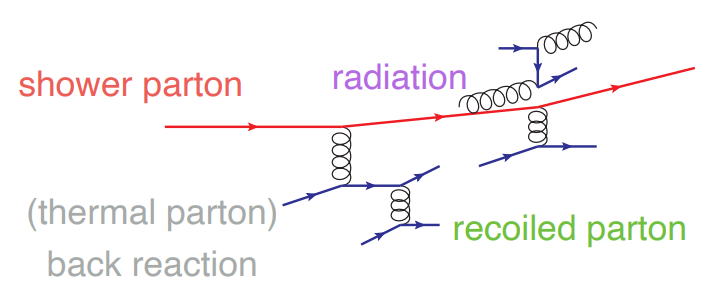 shower parton
radiation
(thermal parton)
back reaction
recoiled parton